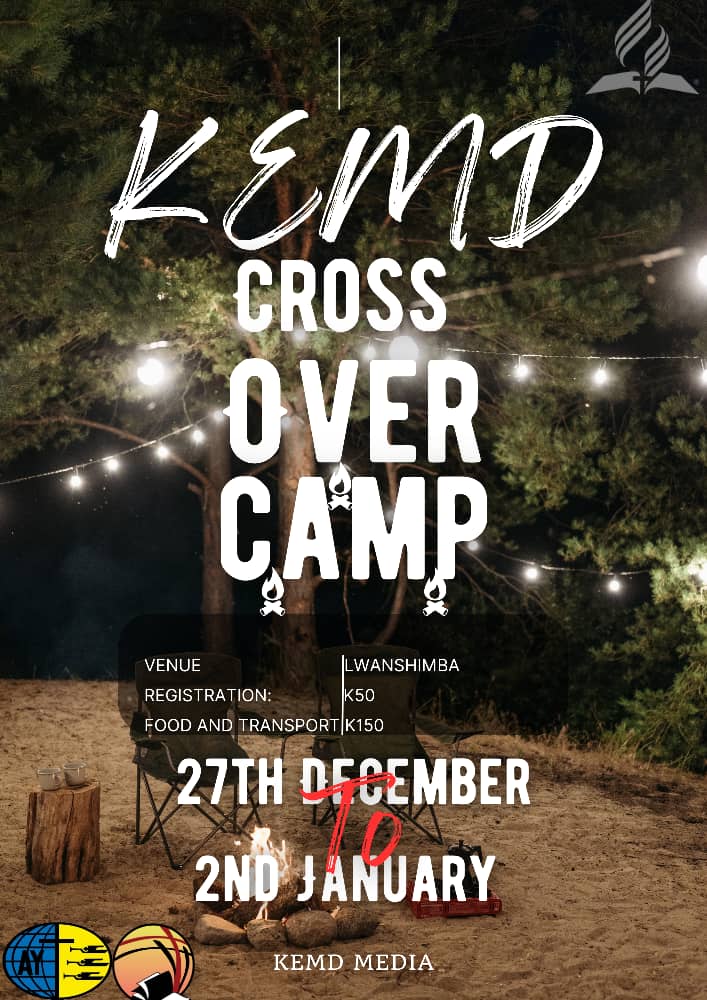 KEMD
CROSS
OVER
CAMP
VENUE LWANSHIMBA
REGISTRATION: K50
FOOD AND TRANSPORT K150
27TH DECEMBER
To
2ND JANUARY
AY
KEMD MEDIA